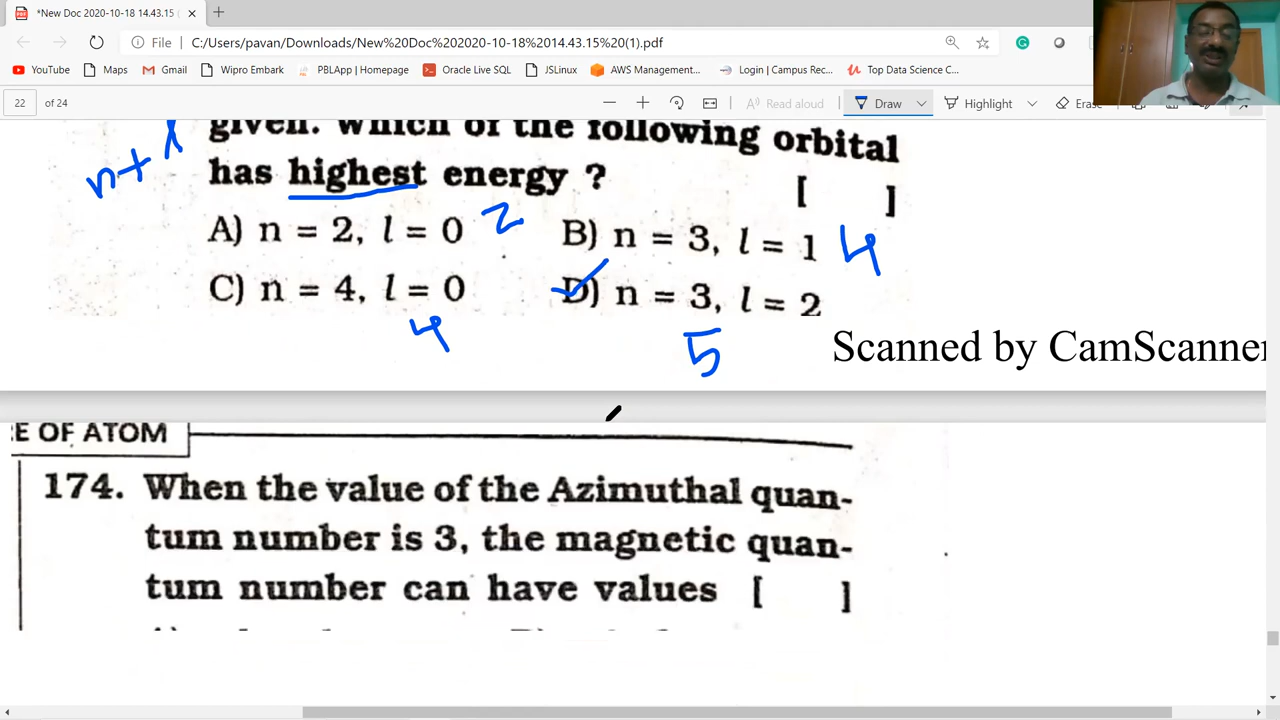 *New Doc 2020-10-18 14.43.15 (
File
C:/Users/pavan/Downloads/New%20Doc%202020-10-18%2014.43.15%20(1).pdf
YouTube Maps Gmail Wipro Embark PBLApp | Homepage Oracle Live SQL JSLinux AWS Management... Login | Campus Rec... Top Data Science C...
22 of 24 Read aloud Draw Highlight Erase
given. Which of the following orbital
n+l has highest energy ? [ ]
A) n = 2, l = 0 2 B) n = 3, l = 1 4
C) n = 4, l = 0 D) n = 3, l = 2
4 5
Scanned by CamScanner
E OF ATOM
174. When the value of the Azimuthal quan-
tum number is 3, the magnetic quan-
tum number can have values [ ]